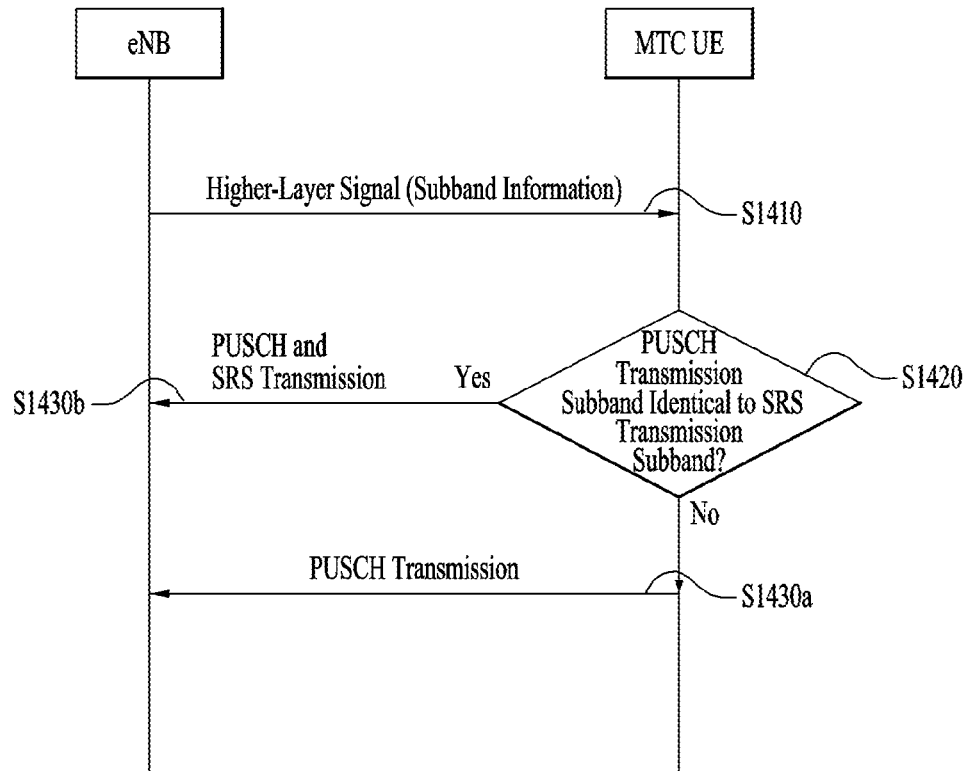 eNB
MTC UE
Higher-Layer Signal (Subband Information)
S1410
PUSCH and
SRS Transmission
Yes
S1430b
PUSCH
Transmission
Subband Identical to SRS
Transmission
Subband?
S1420
No
PUSCH Transmission
S1430a